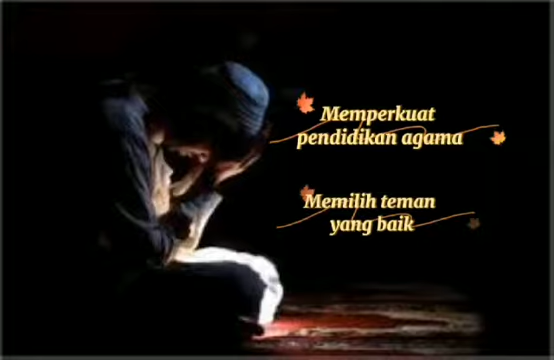 Memperkuat
pendidikan agama
Memilih teman
yang baik